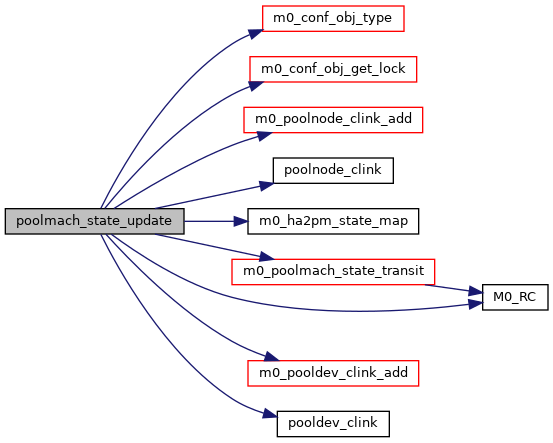 m0_conf_obj_type
m0_conf_obj_get_lock
m0_poolnode_clink_add
poolnode_clink
poolmach_state_update
m0_ha2pm_state_map
m0_poolmach_state_transit
M0_RC
m0_pooldev_clink_add
pooldev_clink